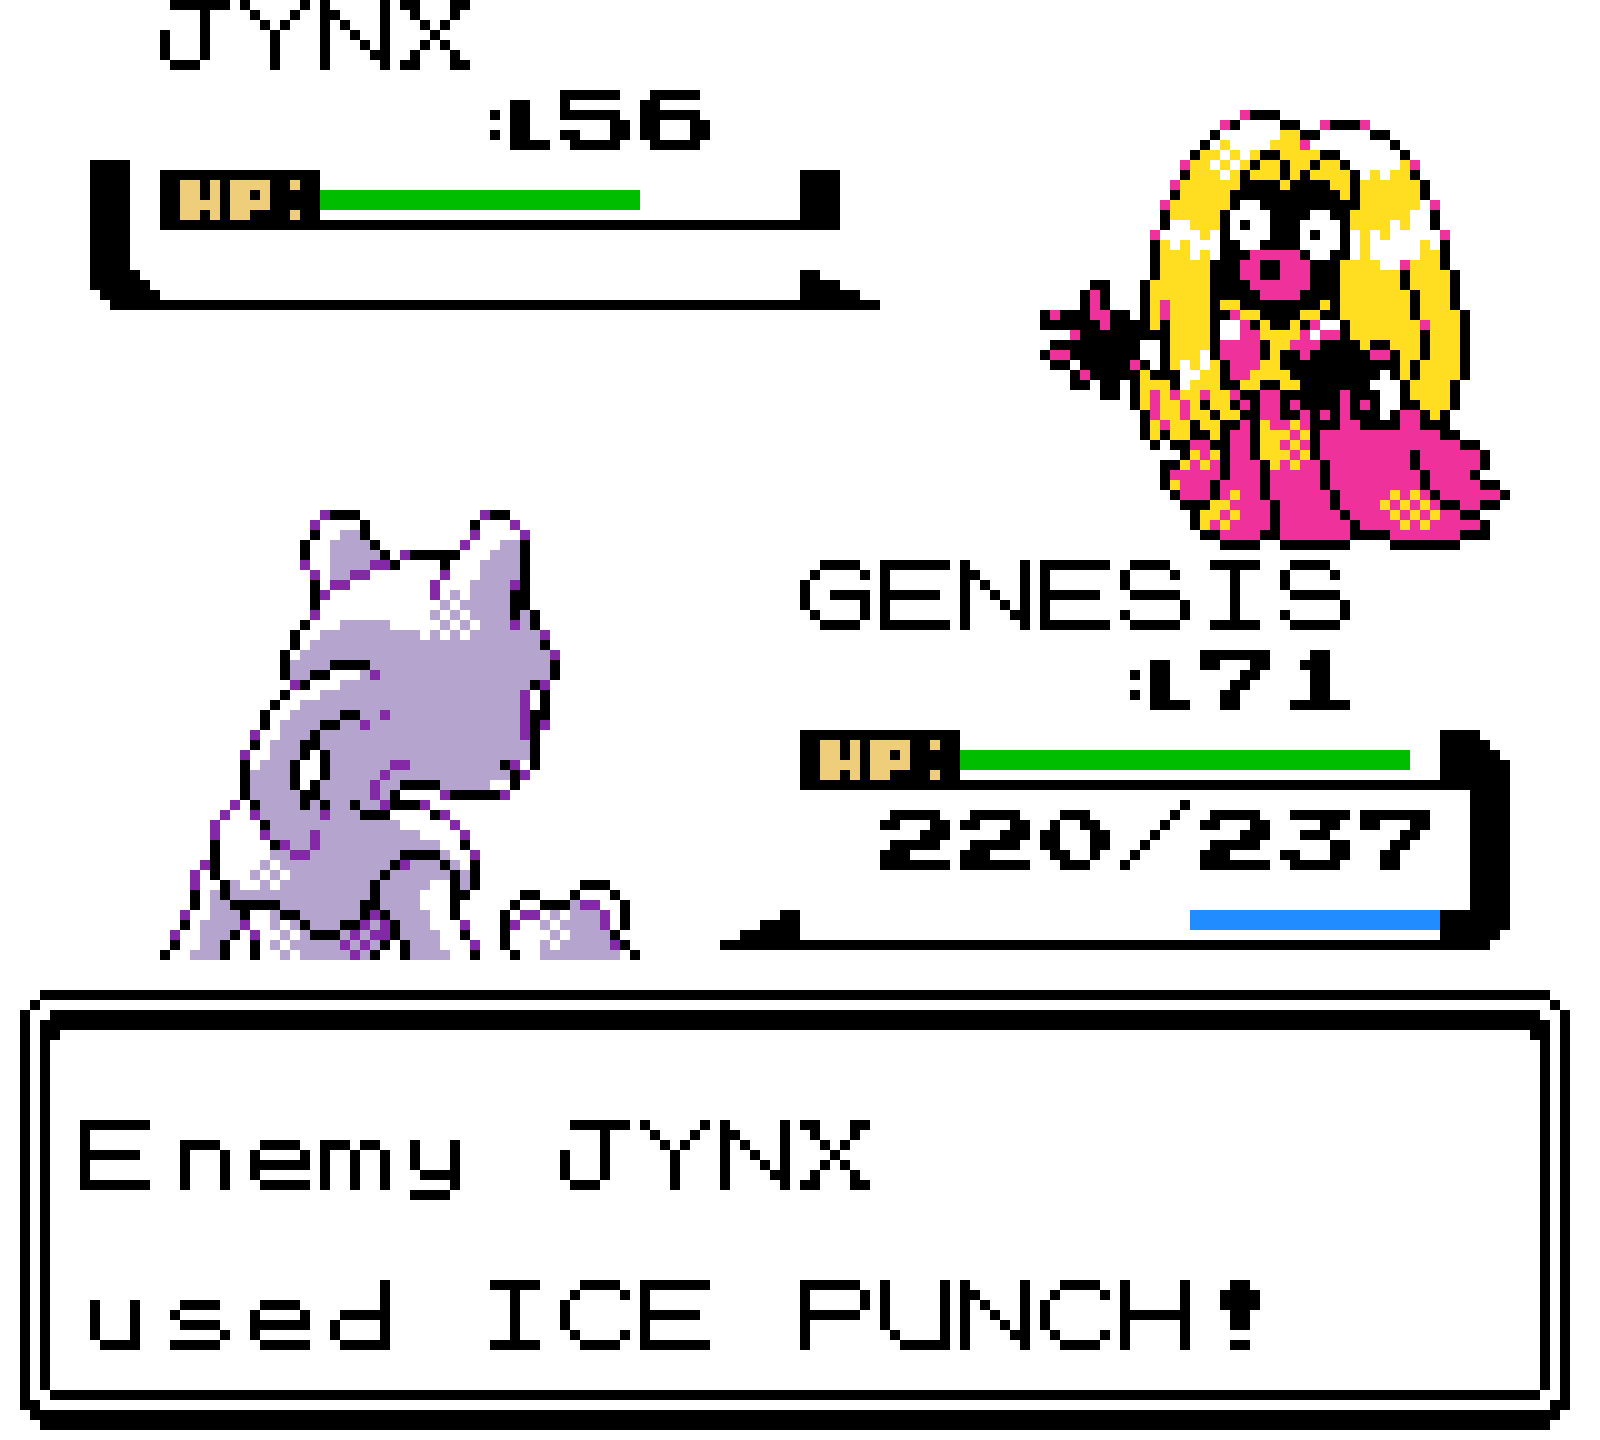 JYNX
:L56
HP:
GENESIS
:L71
HP:
220/237
Enemy JYNX
used ICE PUNCH!